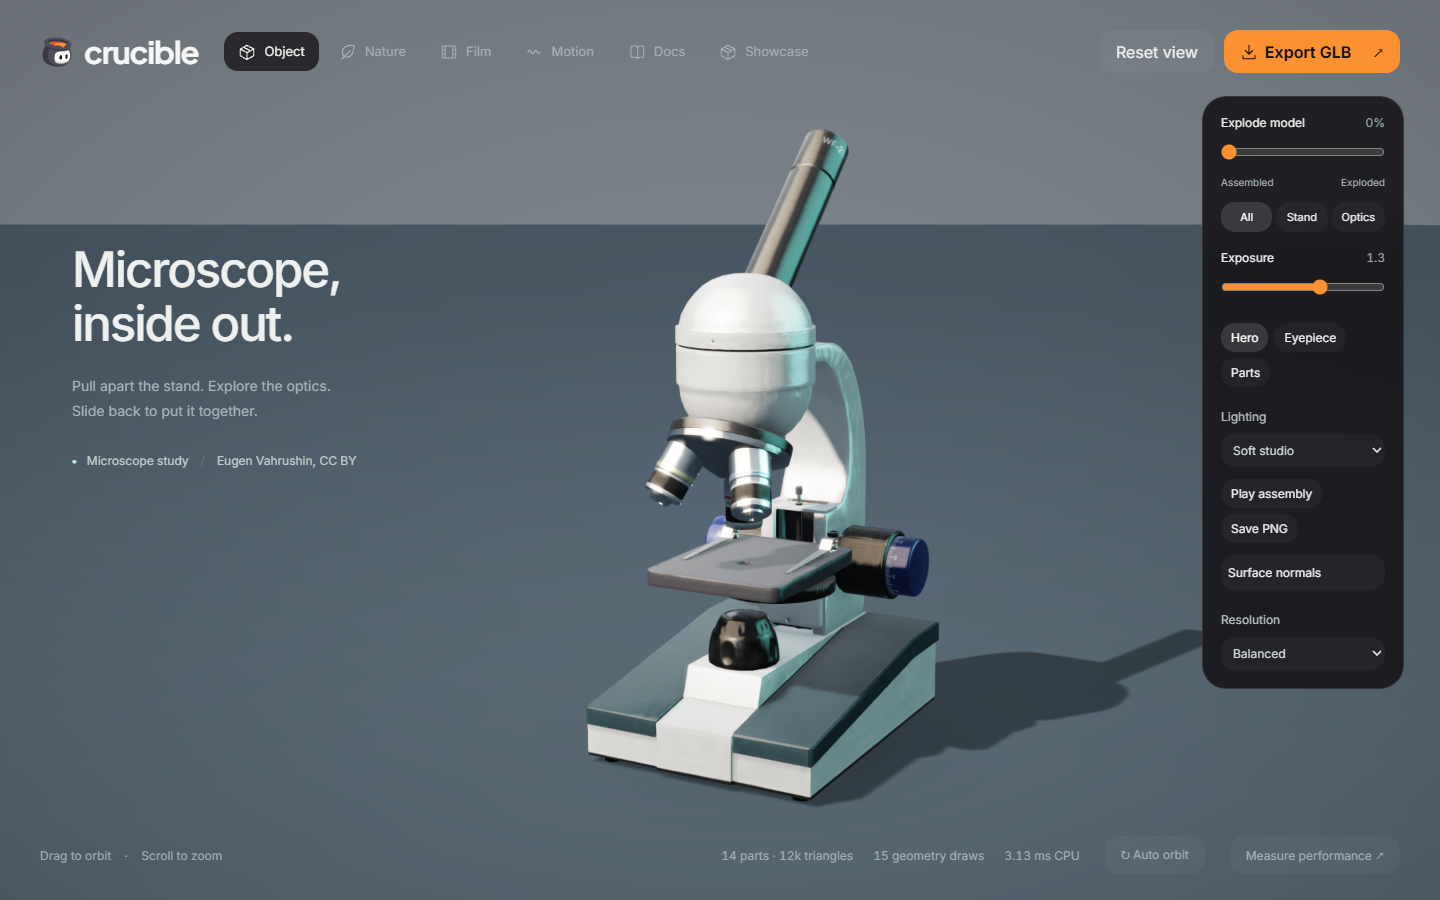 crucible
Object
Nature
Film
Motion
Docs
Showcase
Reset view
Export GLB ↗
Explode model 0%
Assembled Exploded
All Stand Optics
Exposure 1.3
Hero Eyepiece
Parts
Lighting
Soft studio
Play assembly
Save PNG
Surface normals
Resolution
Balanced
Microscope,
inside out.
Pull apart the stand. Explore the optics.
Slide back to put it together.
• Microscope study / Eugen Vahrushin, CC BY
Drag to orbit · Scroll to zoom
14 parts · 12k triangles
15 geometry draws
3.13 ms CPU
↻ Auto orbit
Measure performance ↗